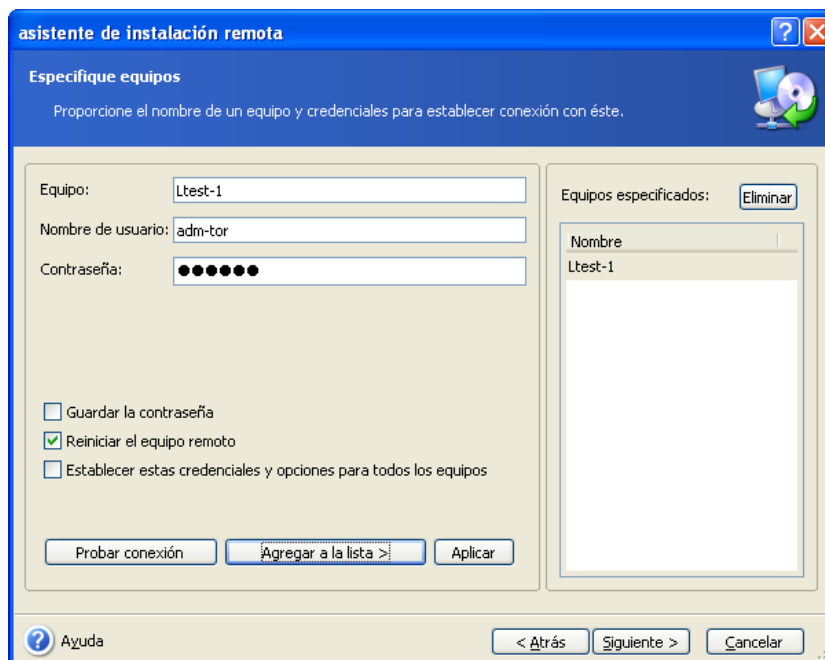 asistente de instalación remota
Especifique equipos
Proporcione el nombre de un equipo y credenciales para establecer conexión con éste.
Equipo:
Ltest-1
Nombre de usuario:
adm-tor
Contraseña:
●●●●●●
Guardar la contraseña
Reiniciar el equipo remoto
Establecer estas credenciales y opciones para todos los equipos
Probar conexión
Agregar a la lista >
Aplicar
Equipos especificados:
Eliminar
Nombre
Ltest-1
Ayuda
< Atrás
Siguiente >
Cancelar